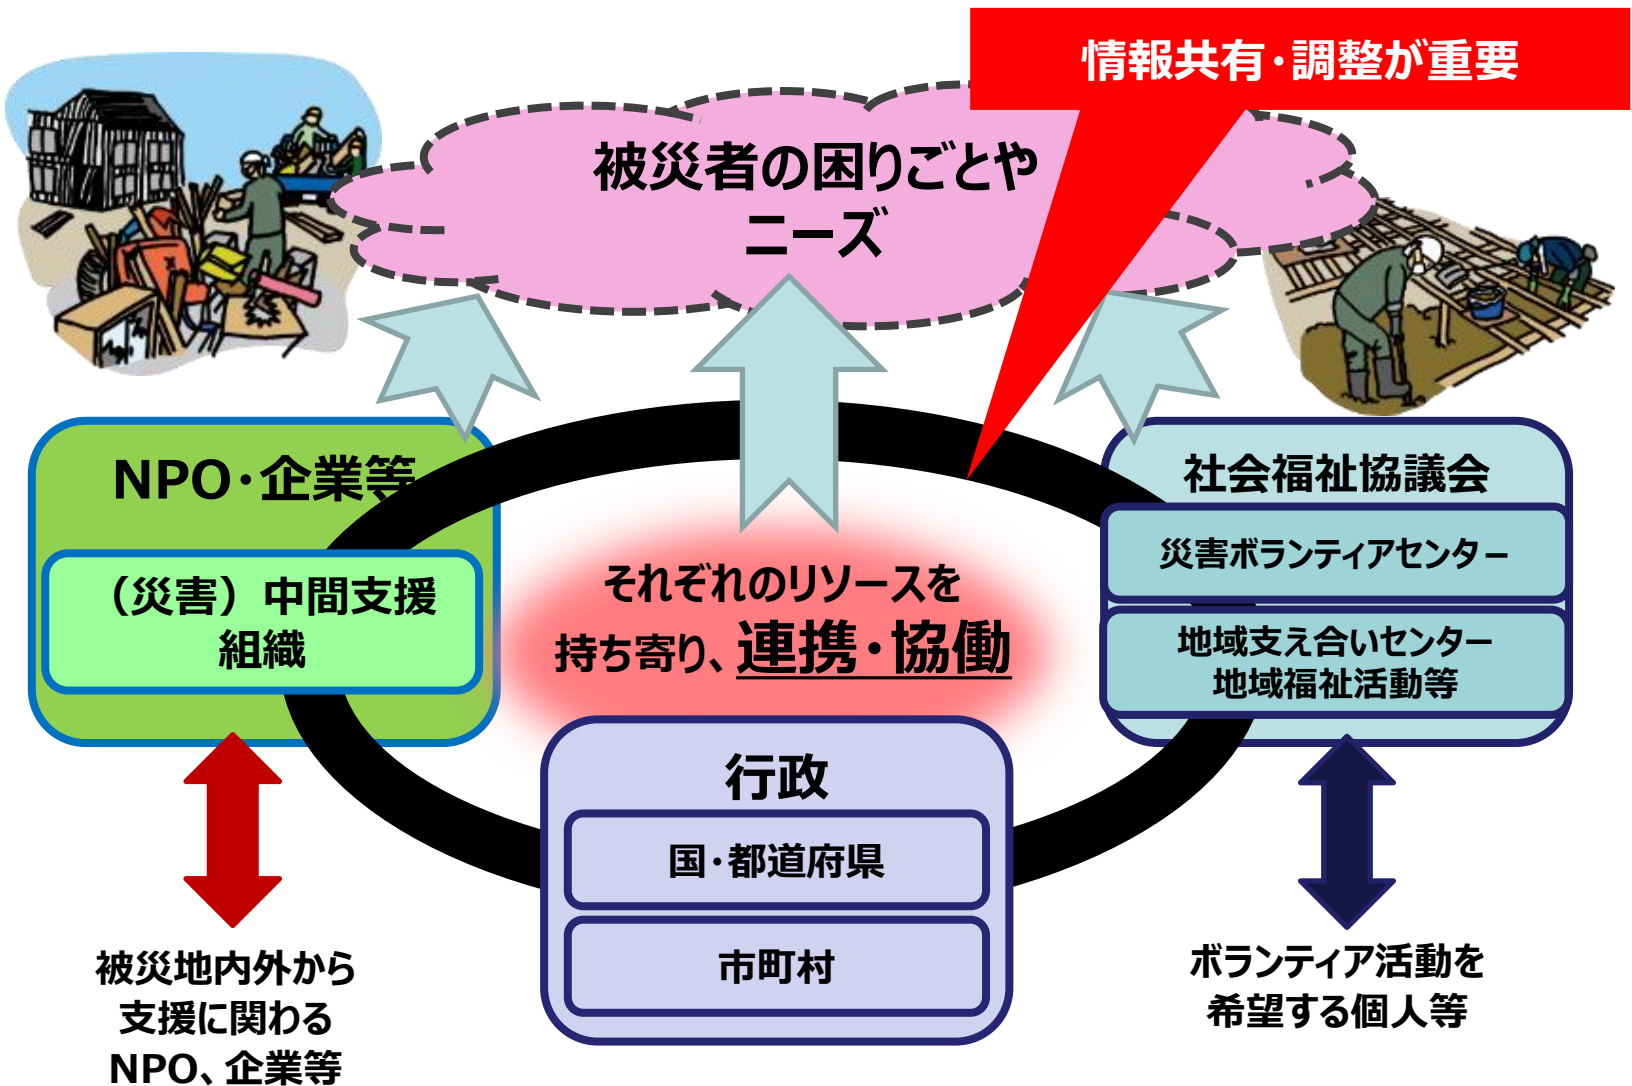 情報共有・調整が重要
被災者の困りごとや
ニーズ
NPO・企業等
（災害）中間支援
組織
社会福祉協議会
災害ボランティアセンター
地域支え合いセンター
地域福祉活動等
それぞれのリソースを
持ち寄り、連携・協働
行政
国・都道府県
市町村
被災地内外から
支援に関わる
NPO、企業等
ボランティア活動を
希望する個人等